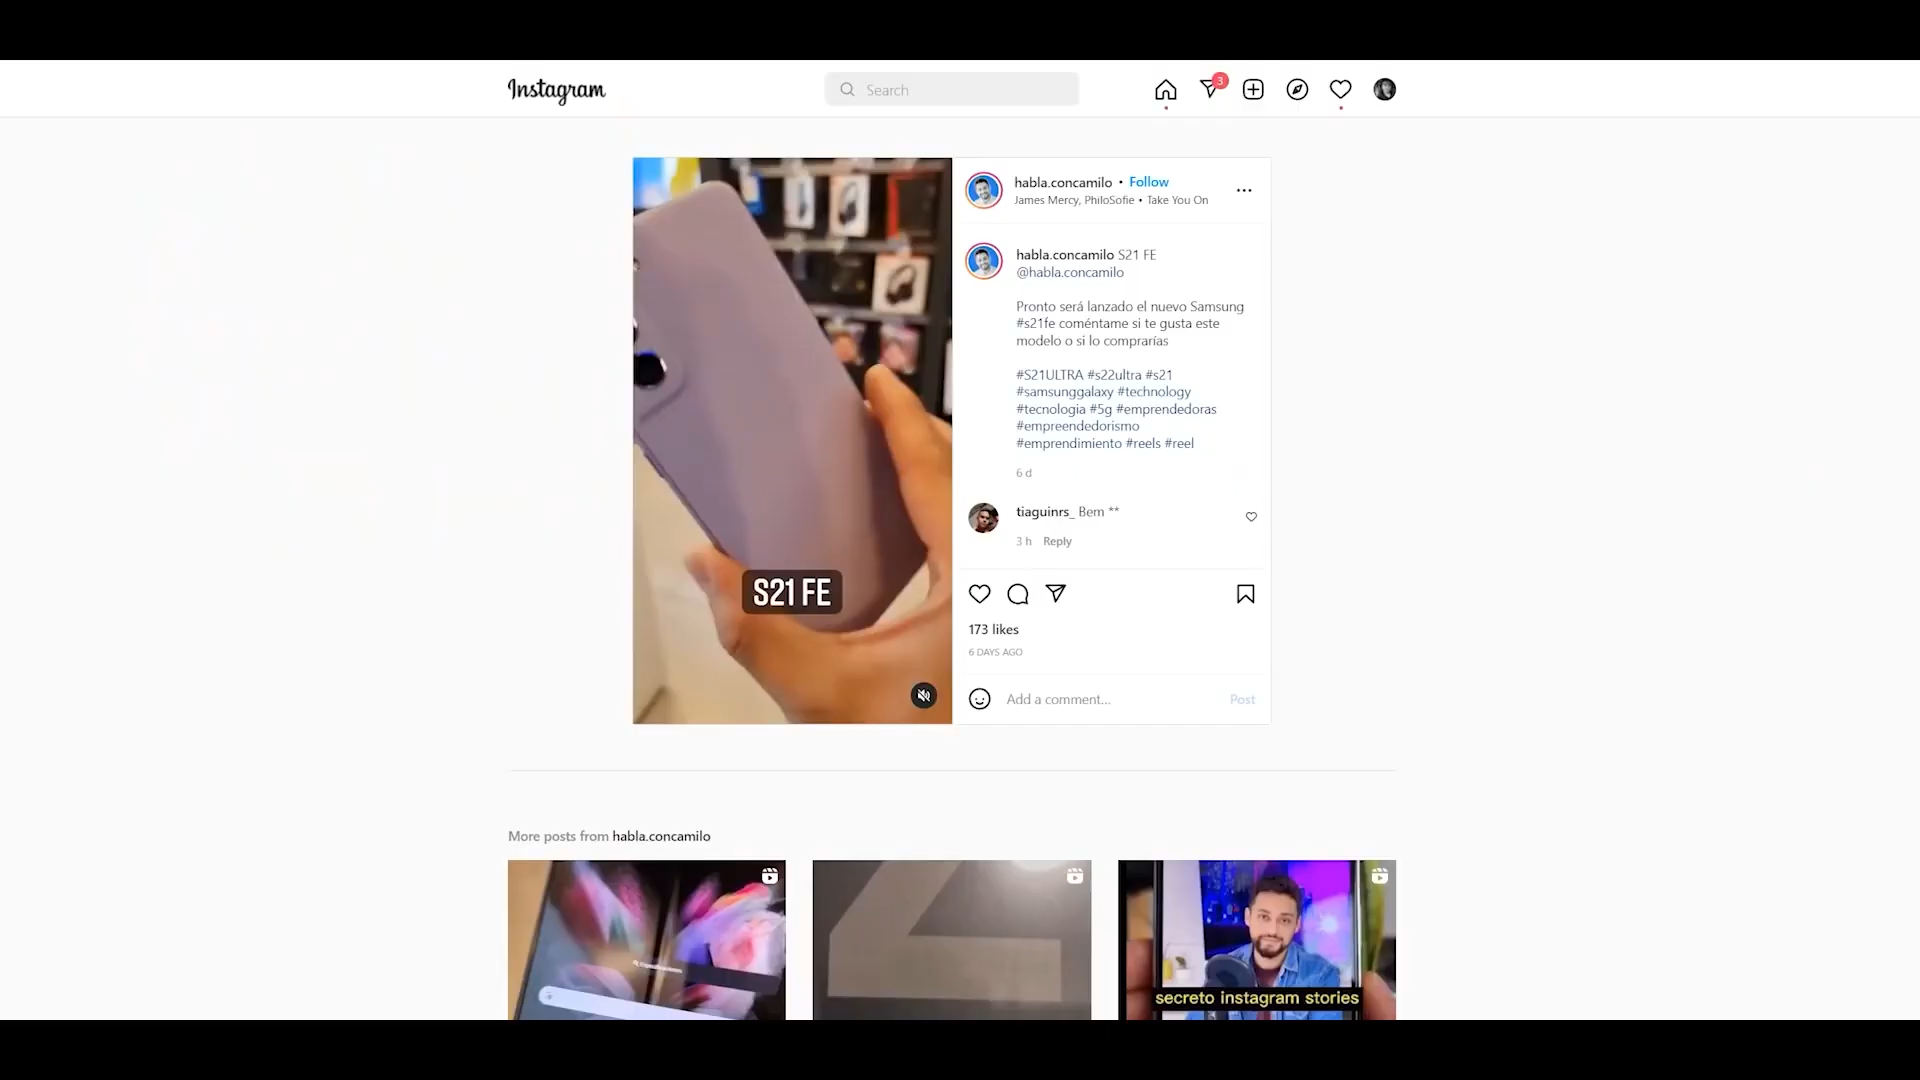 Instagram
Search
3
habla.concamilo • Follow
James Mercy, PhiloSofie • Take You On
habla.concamilo S21 FE
@habla.concamilo
Pronto será lanzado el nuevo Samsung
#s21fe coméntame si te gusta este
modelo o si lo comprarías
#S21ULTRA #s22ultra #s21
#samsunggalaxy #technology
#tecnologia #5g #emprendedoras
#empreendedorismo
#emprendimiento #reels #reel
6 d
tiaguinrs_ Bem **
3 h Reply
S21 FE
173 likes
6 DAYS AGO
Add a comment... Post
More posts from habla.concamilo
secreto instagram stories